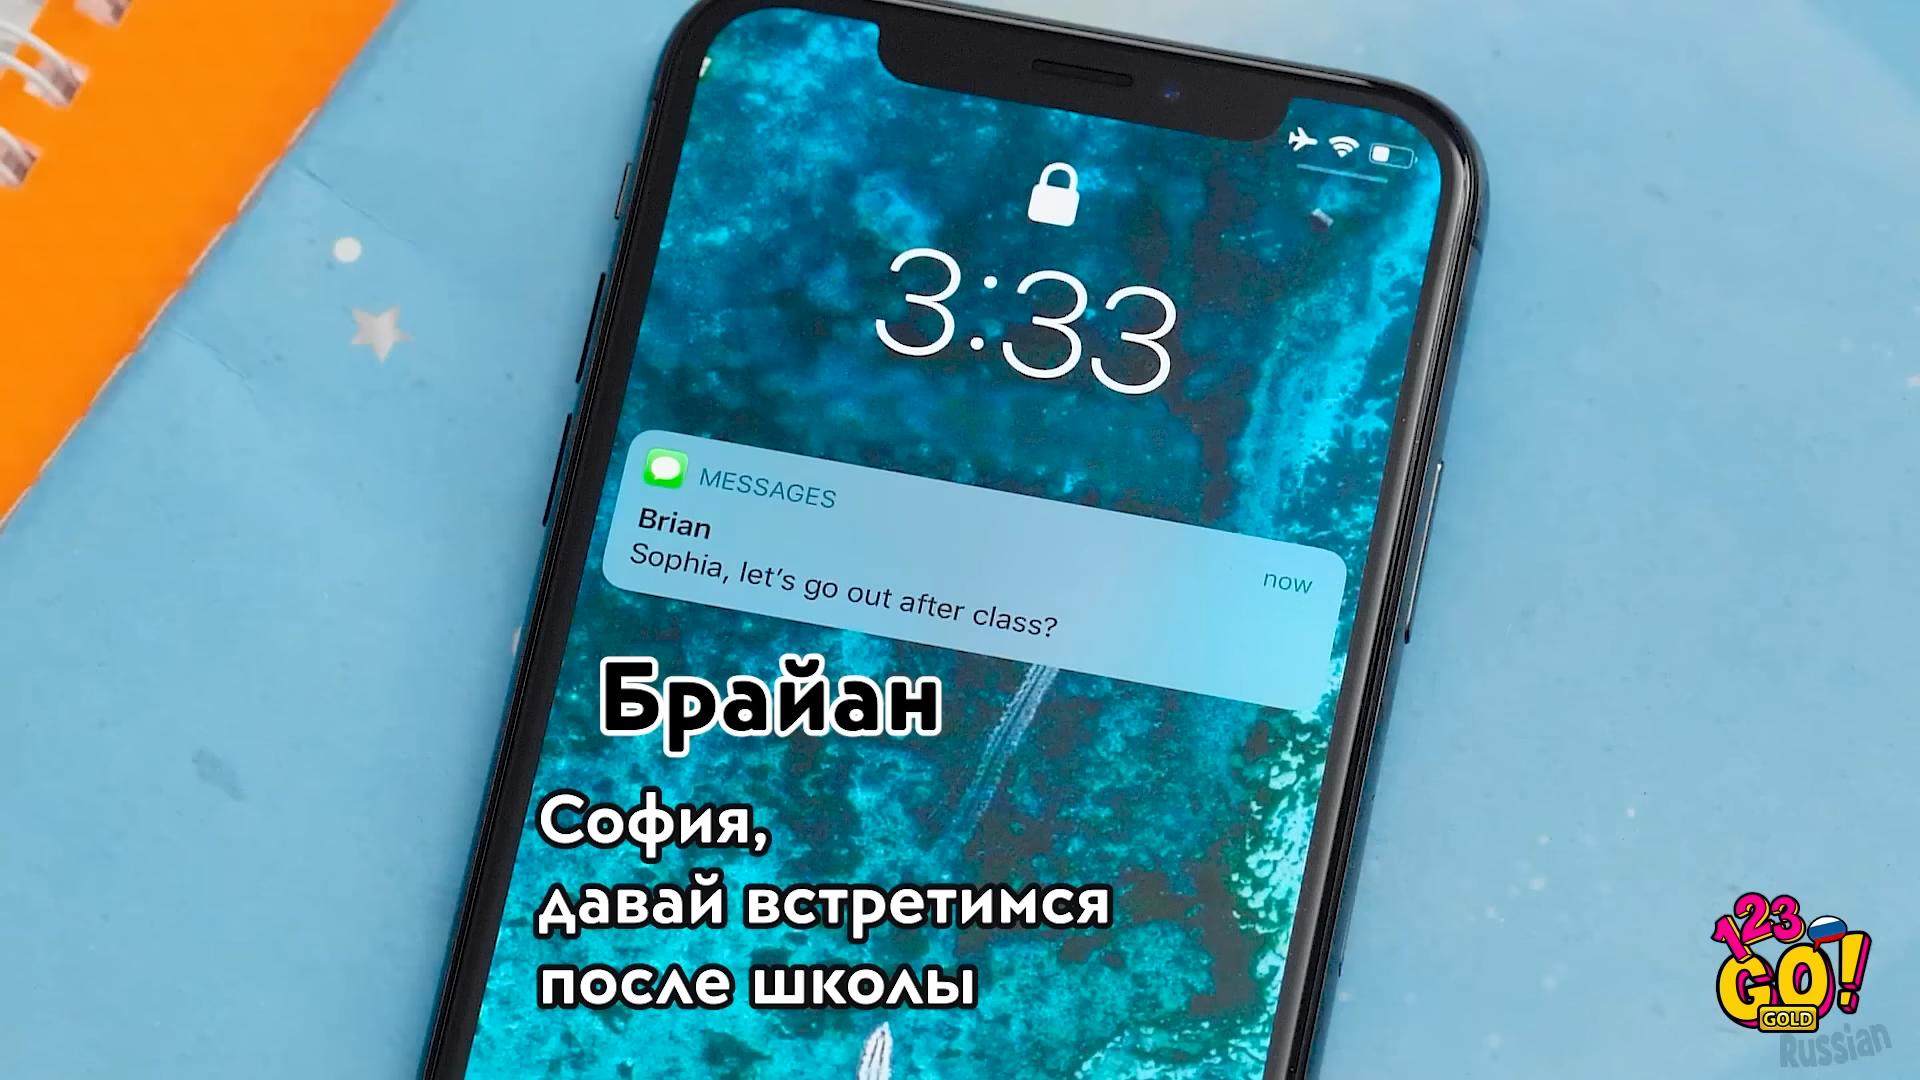 3:33
MESSAGES
now
Brian
Sophia, let's go out after class?
Брайан
София,
давай встретимся
после школы
123
GO!
GOLD
Russian